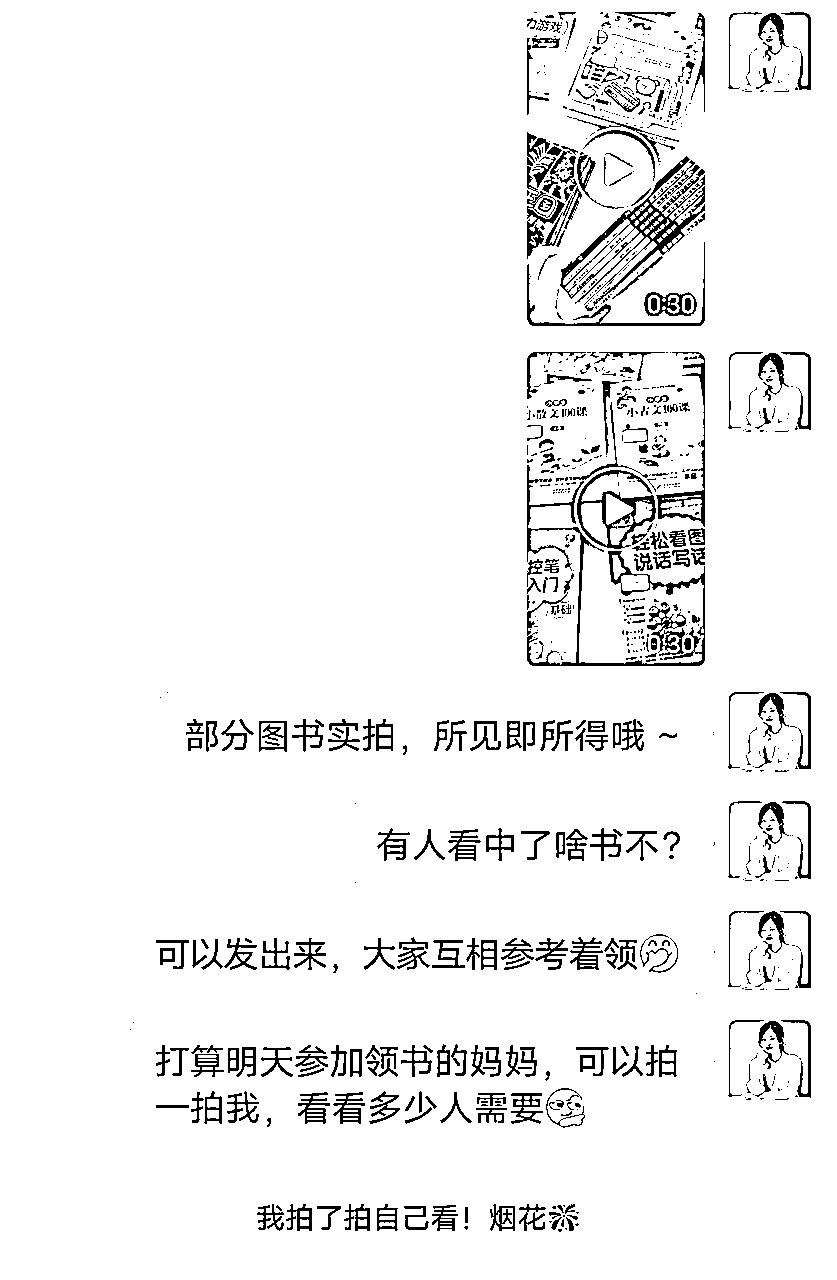 力游戏
0:30
小散文100课
小古文100课
轻松看图
说话写话
控笔
入门
基础
0:30
部分图书实拍，所见即所得哦 ~
有人看中了啥书不?
可以发出来，大家互相参考着领
打算明天参加领书的妈妈，可以拍
一拍我，看看多少人需要
我拍了拍自己看！烟花